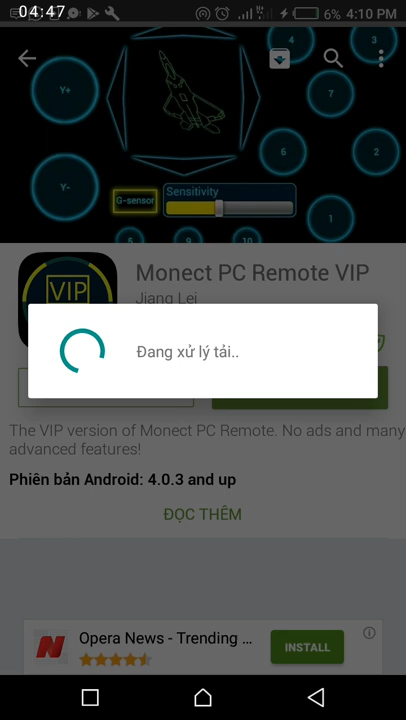 04:47
6% 4:10 PM
4
3
Y+
7
6
2
Y-
G-sensor
Sensitivity
1
5
9
10
VIP
Monect PC Remote VIP
Jiang Lei
Đang xử lý tải..
The VIP version of Monect PC Remote. No ads and many
advanced features!
Phiên bản Android: 4.0.3 and up
ĐỌC THÊM
Opera News - Trending ...
INSTALL